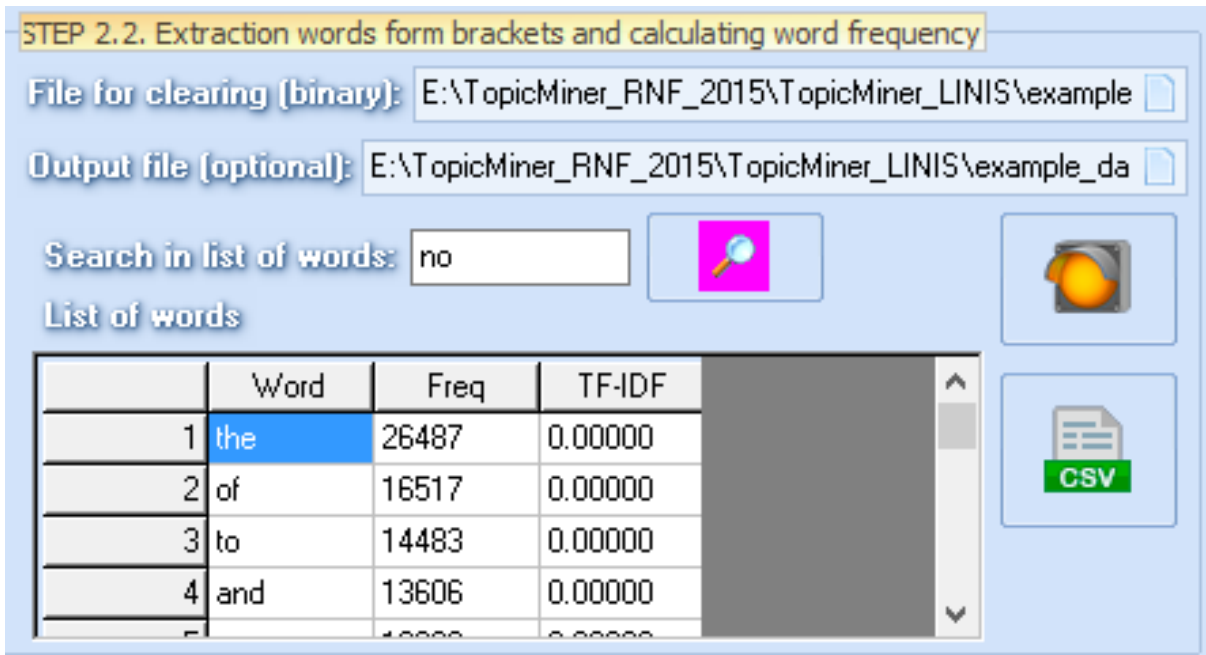 STEP 2.2. Extraction words form brackets and calculating word frequency
File for clearing (binary): E:\TopicMiner_RNF_2015\TopicMiner_LINIS\example
Output file (optional): E:\TopicMiner_RNF_2015\TopicMiner_LINIS\example_da
Search in list of words: no
List of words
Word Freq TF-IDF
1 the 26487 0.00000
2 of 16517 0.00000
3 to 14483 0.00000
4 and 13606 0.00000
CSV